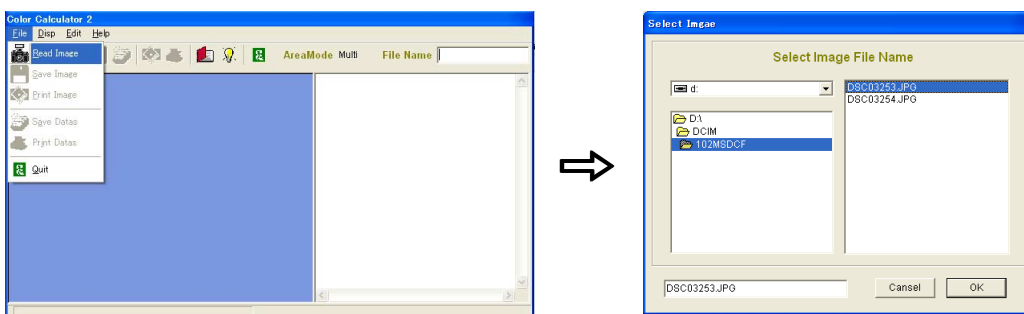 Color Calculator 2
File Disp Edit Help
AreaMode Multi File Name
Read Image
Save Image
Print Image
Save Datas
Print Datas
Quit
Select Imgae
Select Image File Name
d:
D:\
DCIM
102MSDCF
DSC03253.JPG
DSC03254.JPG
DSC03253.JPG
Cansel
OK